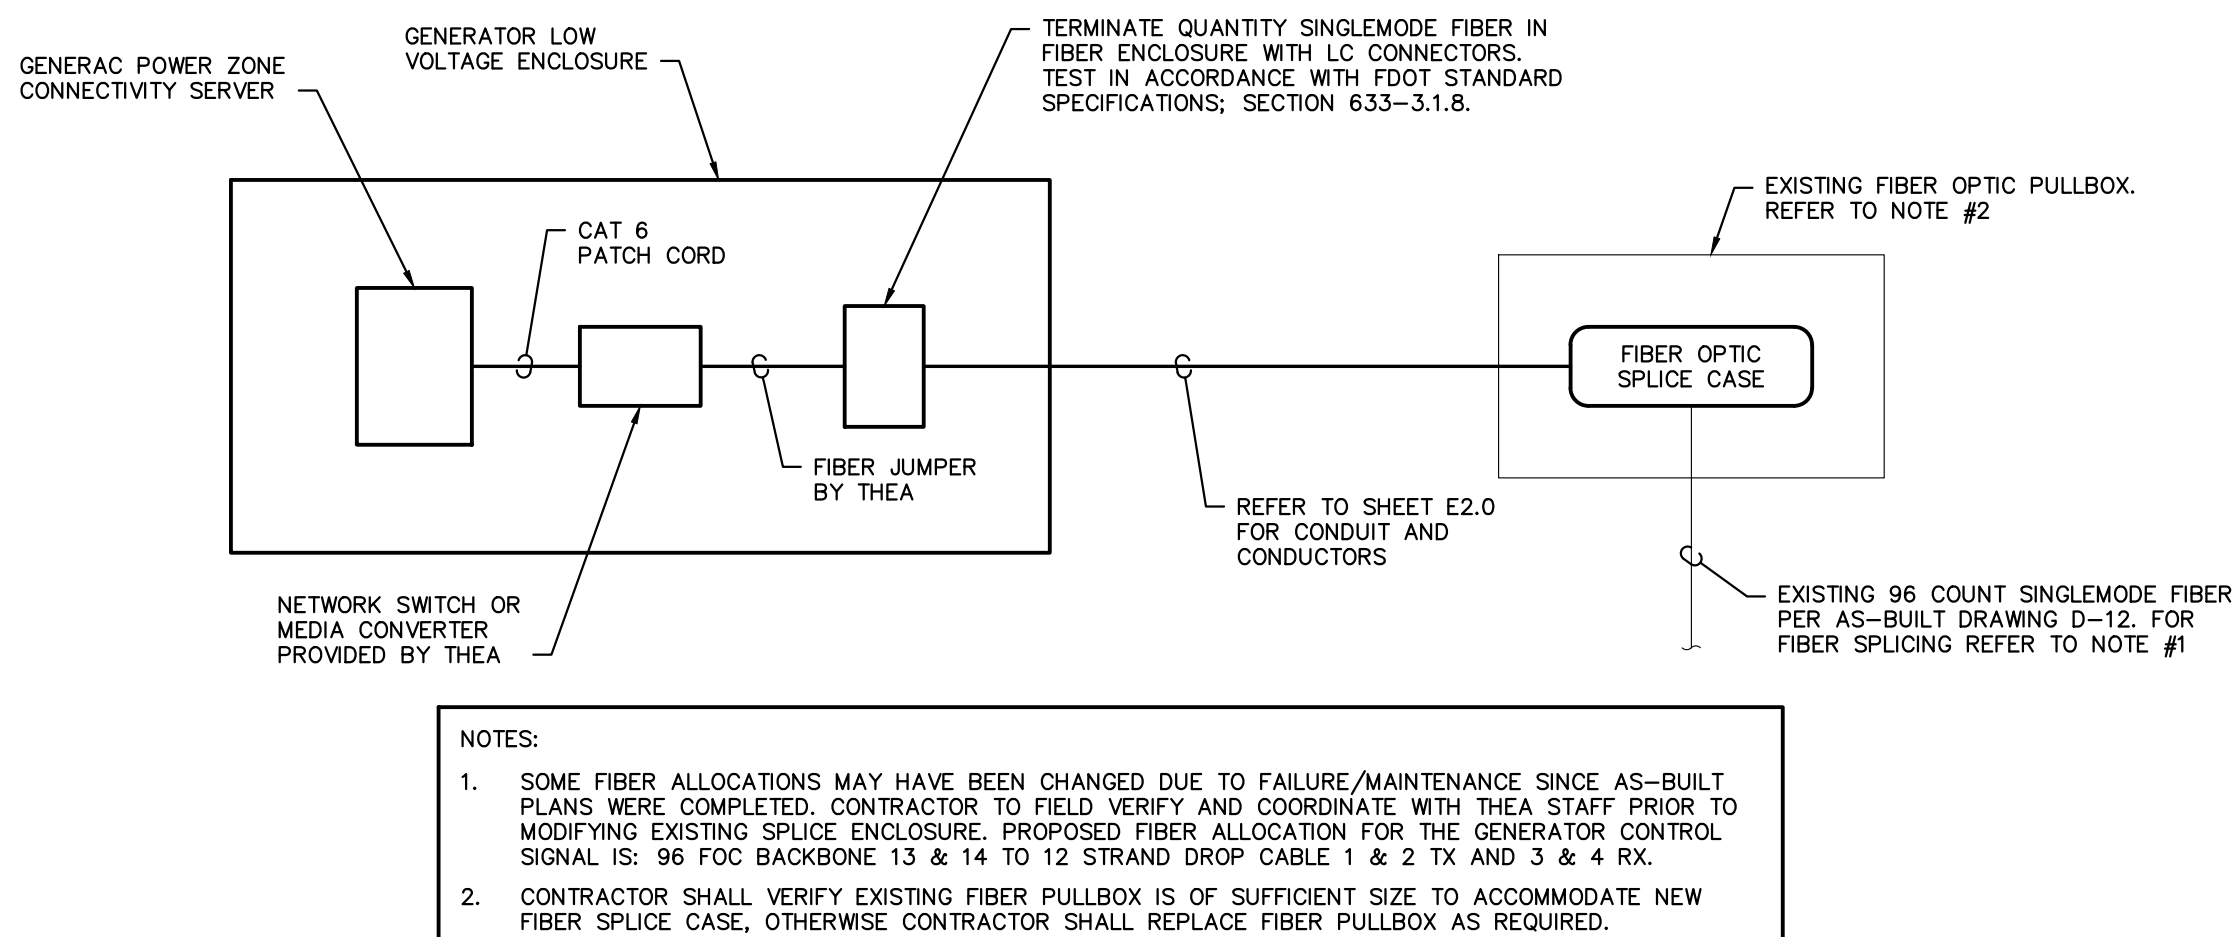 GENERAC POWER ZONE
CONNECTIVITY SERVER
GENERATOR LOW
VOLTAGE ENCLOSURE
TERMINATE QUANTITY SINGLEMODE FIBER IN
FIBER ENCLOSURE WITH LC CONNECTORS.
TEST IN ACCORDANCE WITH FDOT STANDARD
SPECIFICATIONS; SECTION 633-3.1.8.
EXISTING FIBER OPTIC PULLBOX.
REFER TO NOTE #2
CAT 6
PATCH CORD
FIBER OPTIC
SPLICE CASE
FIBER JUMPER
BY THEA
REFER TO SHEET E2.0
FOR CONDUIT AND
CONDUCTORS
NETWORK SWITCH OR
MEDIA CONVERTER
PROVIDED BY THEA
EXISTING 96 COUNT SINGLEMODE FIBER
PER AS-BUILT DRAWING D-12. FOR
FIBER SPLICING REFER TO NOTE #1
NOTES:
1. SOME FIBER ALLOCATIONS MAY HAVE BEEN CHANGED DUE TO FAILURE/MAINTENANCE SINCE AS-BUILT
PLANS WERE COMPLETED. CONTRACTOR TO FIELD VERIFY AND COORDINATE WITH THEA STAFF PRIOR TO
MODIFYING EXISTING SPLICE ENCLOSURE. PROPOSED FIBER ALLOCATION FOR THE GENERATOR CONTROL
SIGNAL IS: 96 FOC BACKBONE 13 & 14 TO 12 STRAND DROP CABLE 1 & 2 TX AND 3 & 4 RX.
2. CONTRACTOR SHALL VERIFY EXISTING FIBER PULLBOX IS OF SUFFICIENT SIZE TO ACCOMMODATE NEW
FIBER SPLICE CASE, OTHERWISE CONTRACTOR SHALL REPLACE FIBER PULLBOX AS REQUIRED.